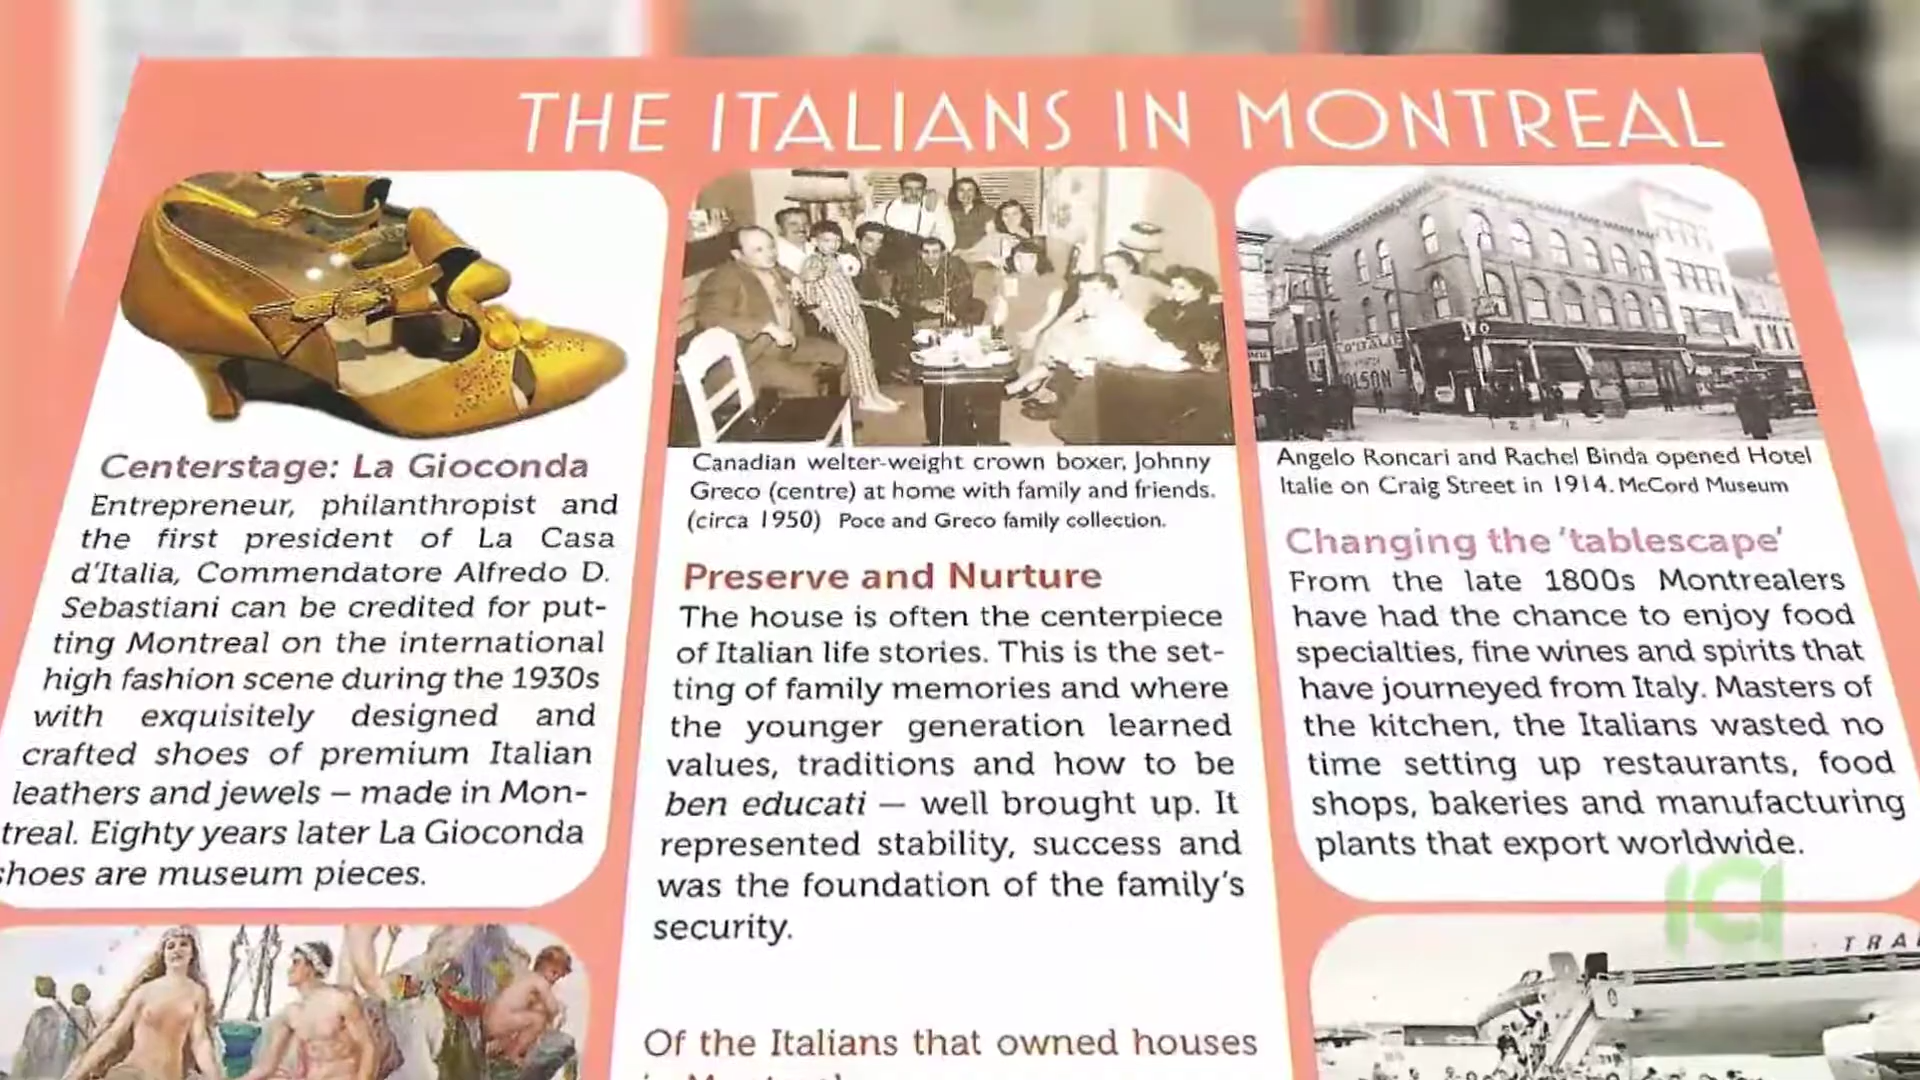 THE ITALIANS IN MONTREAL
Centerstage: La Gioconda
Entrepreneur, philanthropist and
the first president of La Casa
d'Italia, Commendatore Alfredo D.
Sebastiani can be credited for put-
ting Montreal on the international
high fashion scene during the 1930s
with exquisitely designed and
crafted shoes of premium Italian
leathers and jewels – made in Mon-
treal. Eighty years later La Gioconda
shoes are museum pieces.
Canadian welter-weight crown boxer, Johnny
Greco (centre) at home with family and friends.
(circa 1950) Poce and Greco family collection.
Preserve and Nurture
The house is often the centerpiece
of Italian life stories. This is the set-
ting of family memories and where
the younger generation learned
values, traditions and how to be
ben educati — well brought up. It
represented stability, success and
was the foundation of the family's
security.
Of the Italians that owned houses
Angelo Roncari and Rachel Binda opened Hotel
Italie on Craig Street in 1914. McCord Museum
Changing the 'tablescape'
From the late 1800s Montrealers
have had the chance to enjoy food
specialties, fine wines and spirits that
have journeyed from Italy. Masters of
the kitchen, the Italians wasted no
time setting up restaurants, food
shops, bakeries and manufacturing
plants that export worldwide.
ICI
TRA